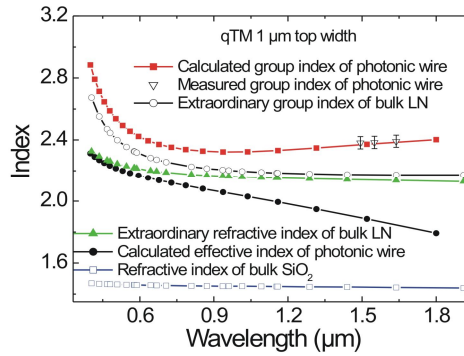 qTM 1 µm top width
Calculated group index of photonic wire
Measured group index of photonic wire
Extraordinary group index of bulk LN
Extraordinary refractive index of bulk LN
Calculated effective index of photonic wire
Refractive index of bulk SiO₂
Index
3.2
2.8
2.4
2.0
1.6
0.6 0.9 1.2 1.5 1.8
Wavelength (µm)